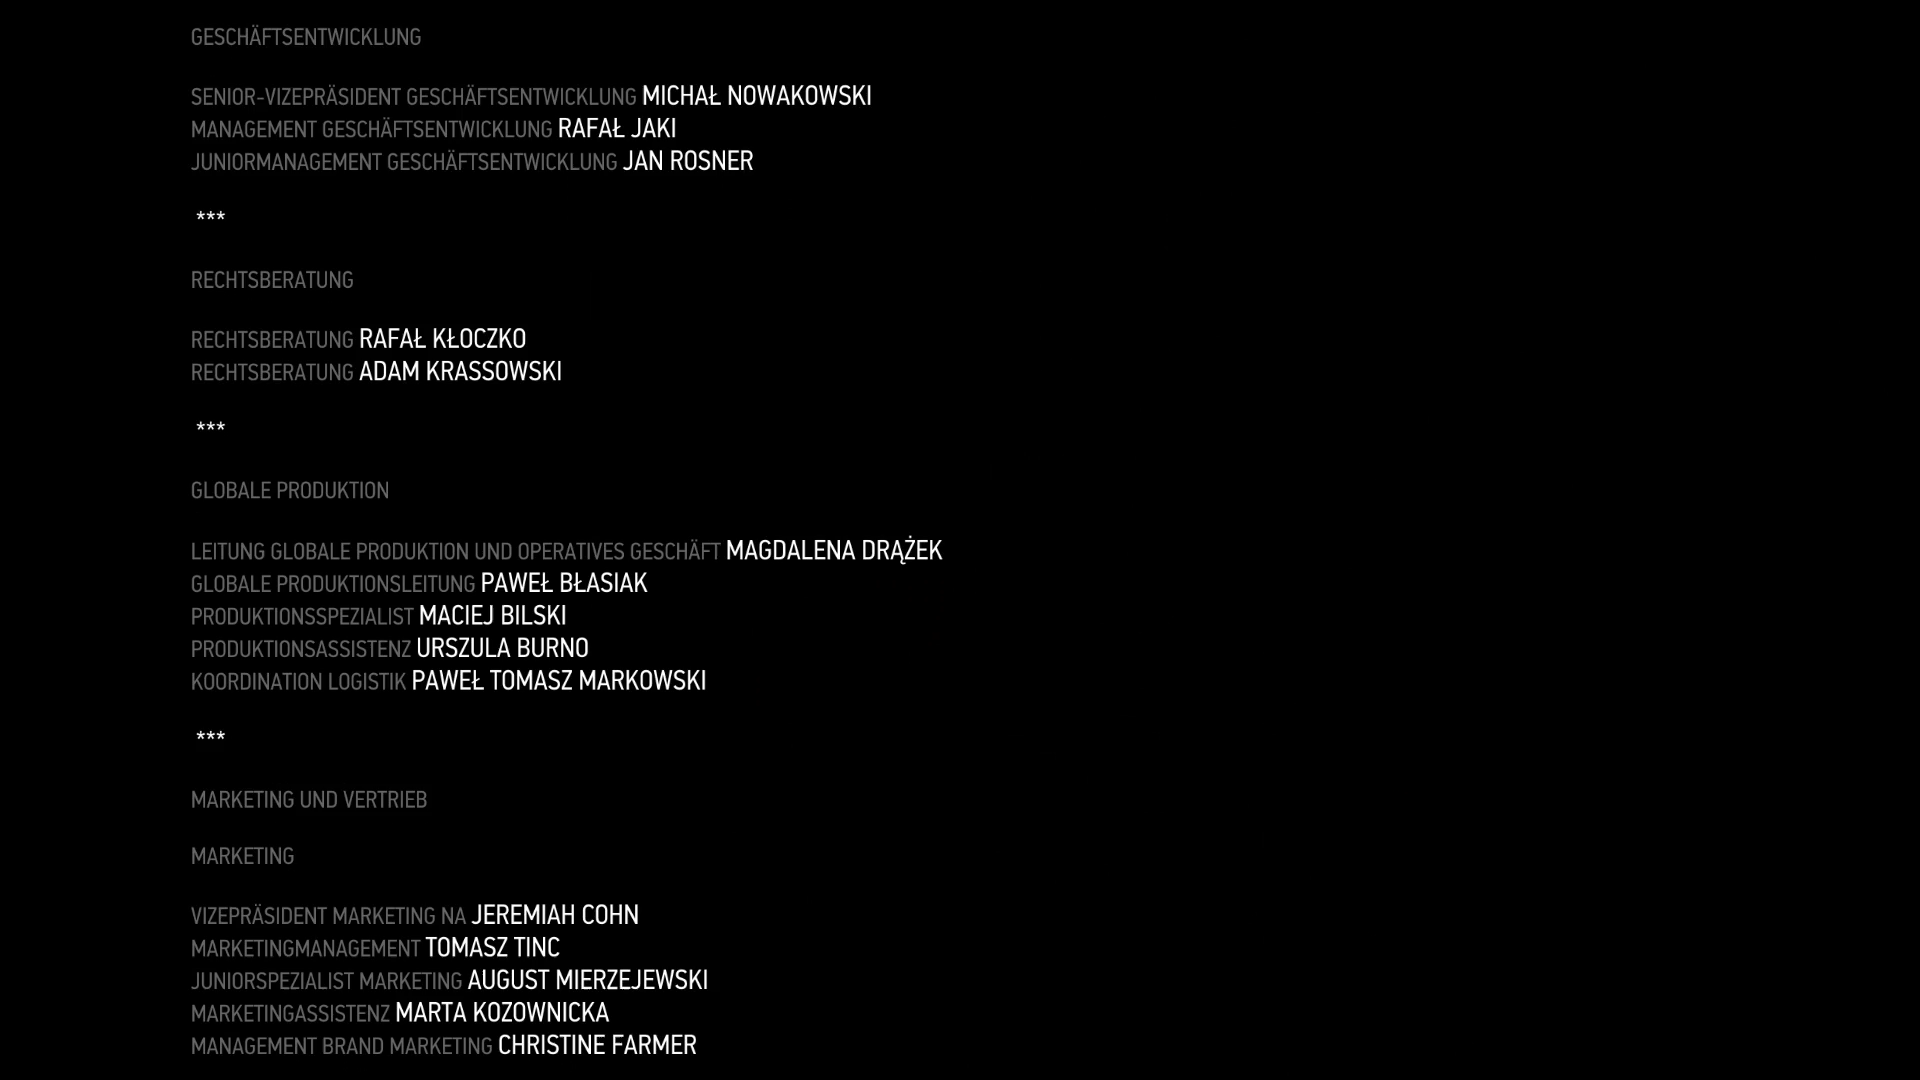 GESCHÄFTSENTWICKLUNG
SENIOR-VIZEPRÄSIDENT GESCHÄFTSENTWICKLUNG MICHAŁ NOWAKOWSKI
MANAGEMENT GESCHÄFTSENTWICKLUNG RAFAŁ JAKI
JUNIORMANAGEMENT GESCHÄFTSENTWICKLUNG JAN ROSNER
***
RECHTSBERATUNG
RECHTSBERATUNG RAFAŁ KŁOCZKO
RECHTSBERATUNG ADAM KRASSOWSKI
***
GLOBALE PRODUKTION
LEITUNG GLOBALE PRODUKTION UND OPERATIVES GESCHÄFT MAGDALENA DRĄŻEK
GLOBALE PRODUKTIONSLEITUNG PAWEŁ BŁASIAK
PRODUKTIONSSPEZIALIST MACIEJ BILSKI
PRODUKTIONSASSISTENZ URSZULA BURNO
KOORDINATION LOGISTIK PAWEŁ TOMASZ MARKOWSKI
***
MARKETING UND VERTRIEB
MARKETING
VIZEPRÄSIDENT MARKETING NA JEREMIAH COHN
MARKETINGMANAGEMENT TOMASZ TINC
JUNIORSPEZIALIST MARKETING AUGUST MIERZEJEWSKI
MARKETINGASSISTENZ MARTA KOZOWNICKA
MANAGEMENT BRAND MARKETING CHRISTINE FARMER